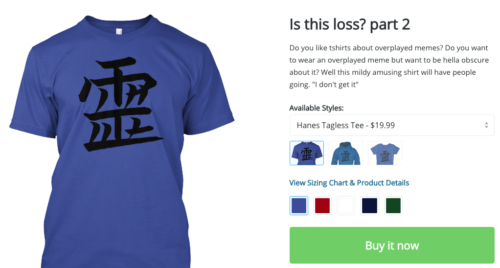 霊
Is this loss? part 2
Do you like tshirts about overplayed memes? Do you want
to wear an overplayed meme but want to be hella obscure
about it? Well this mildy amusing shirt will have people
going. "I don't get it"
Available Styles:
Hanes Tagless Tee - $19.99
View Sizing Chart & Product Details
Buy it now